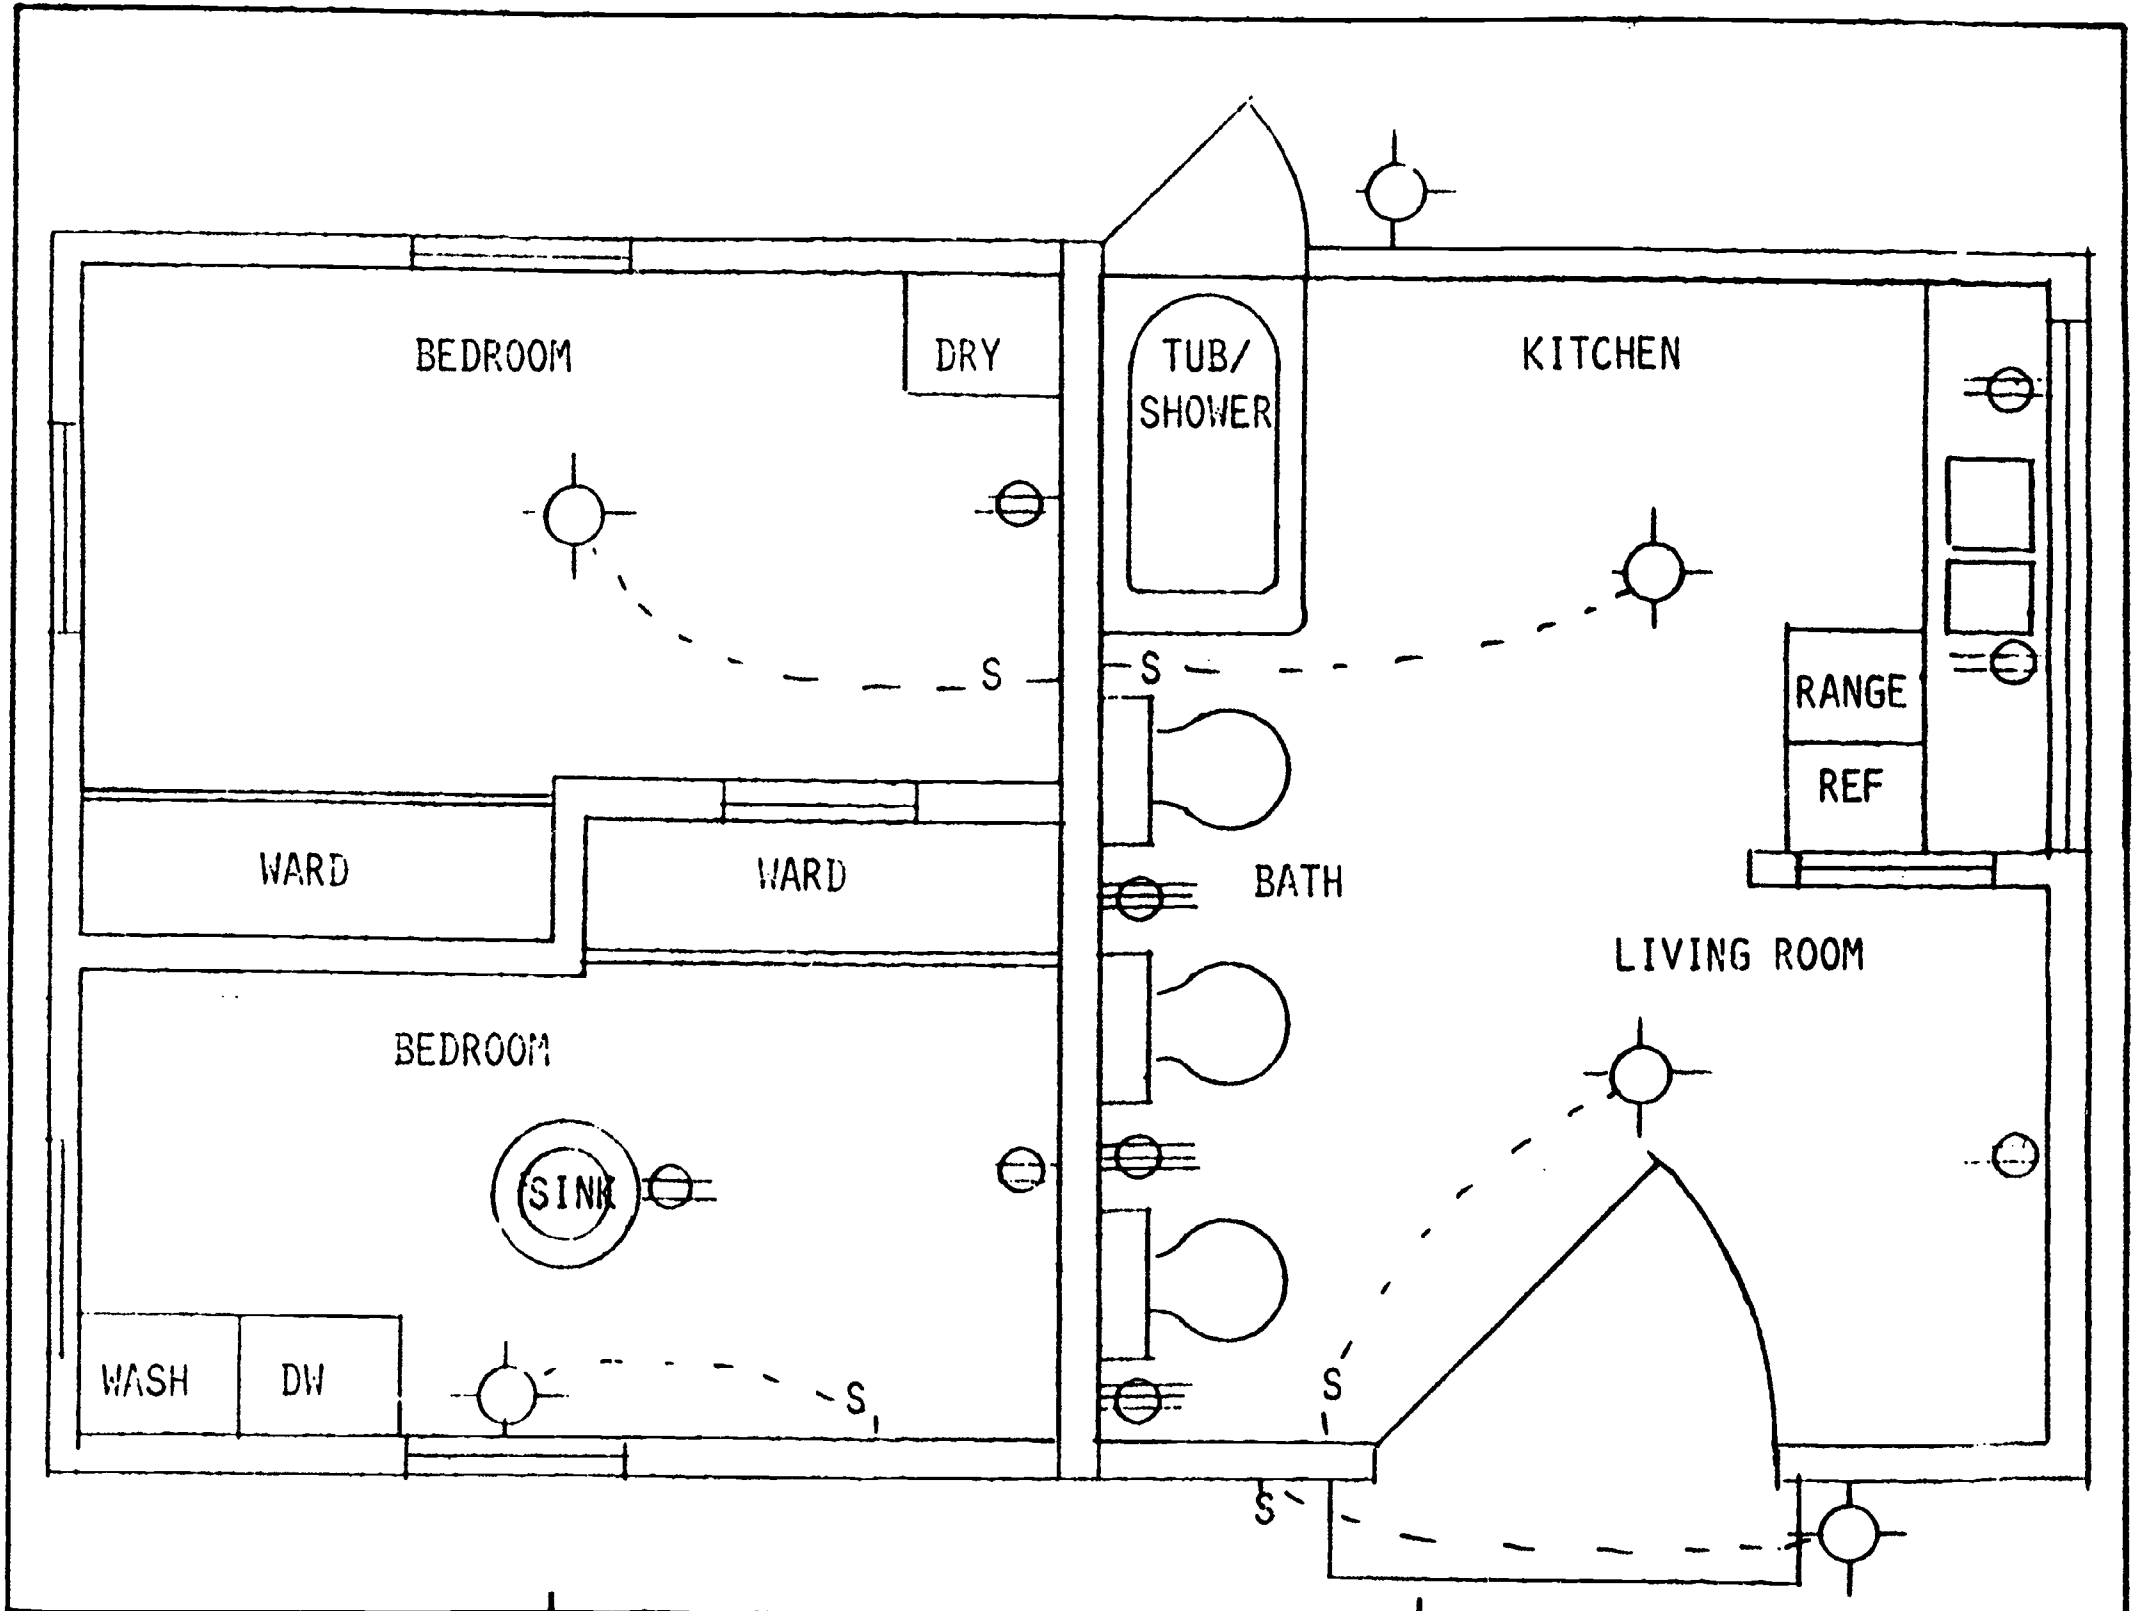 BEDROOM
DRY
TUB/
SHOWER
KITCHEN
S
S
RANGE
REF
WARD
WARD
BATH
LIVING ROOM
BEDROOM
SINK
WASH
DW
S
S
S